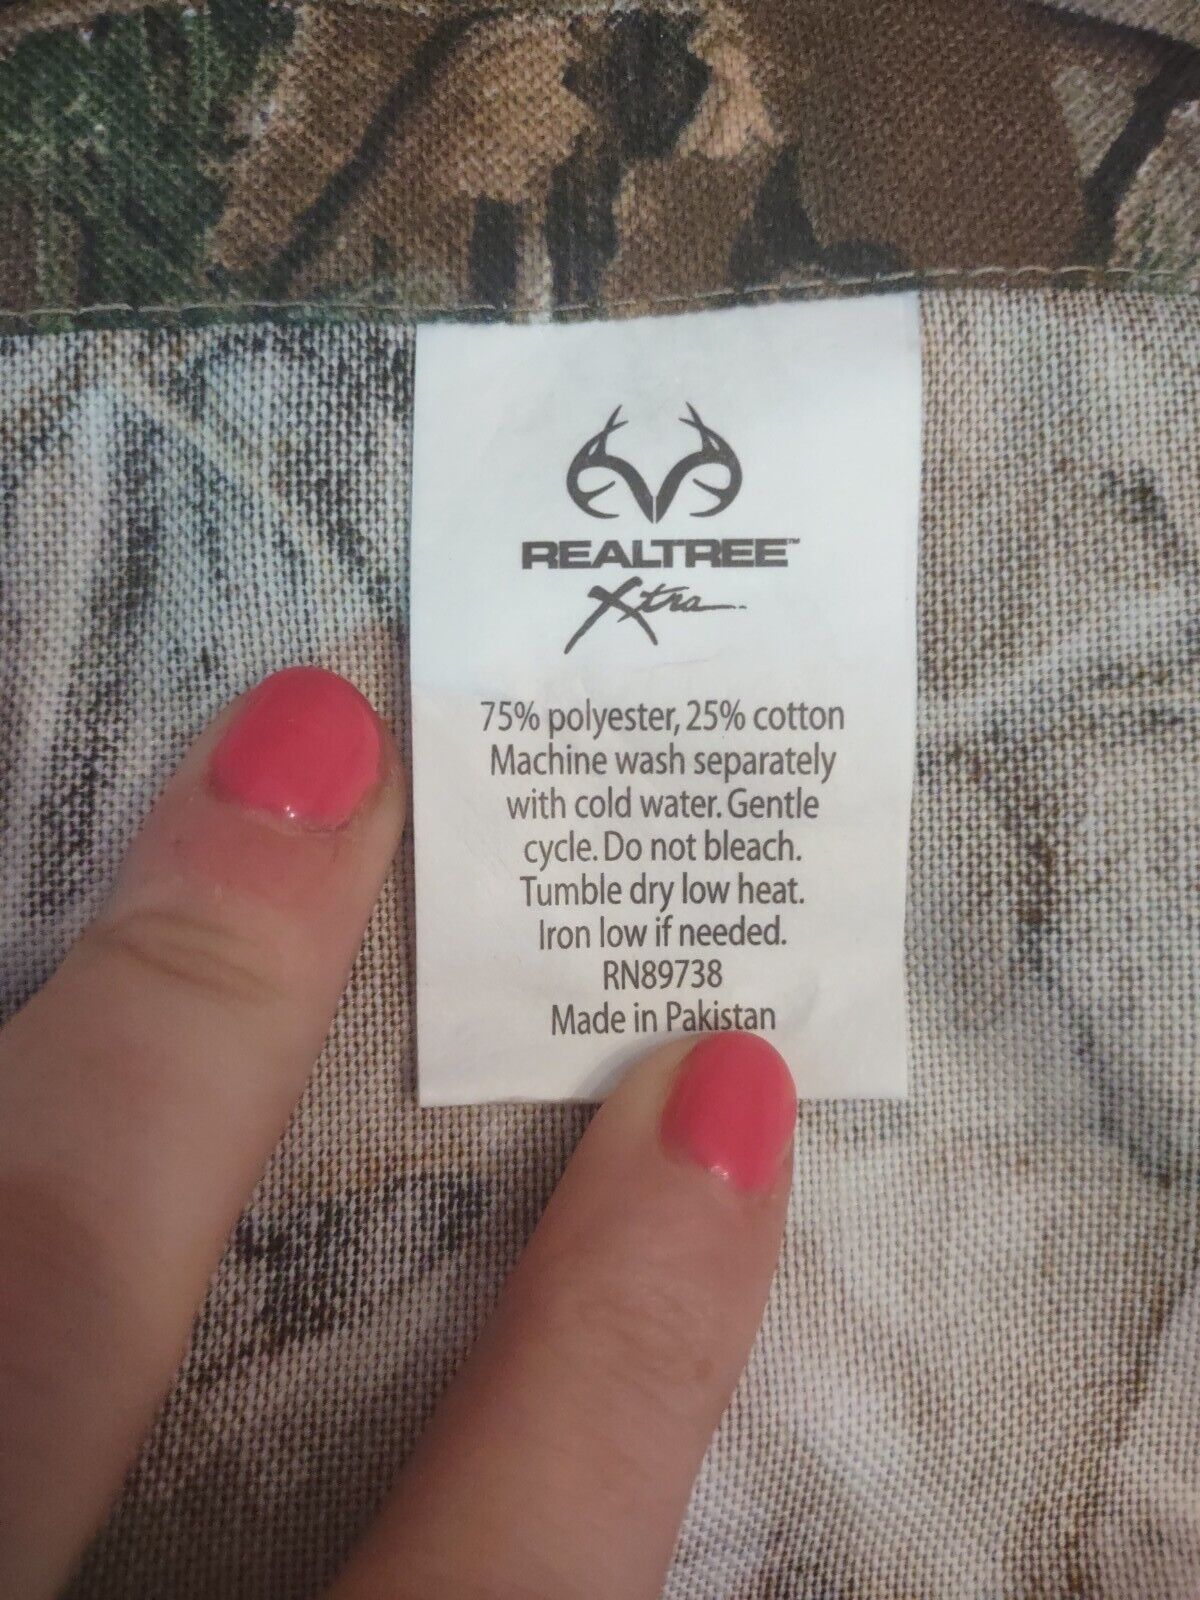 REALTREE™
Xtra
75% polyester, 25% cotton
Machine wash separately
with cold water. Gentle
cycle. Do not bleach.
Tumble dry low heat.
Iron low if needed.
RN89738
Made in Pakistan